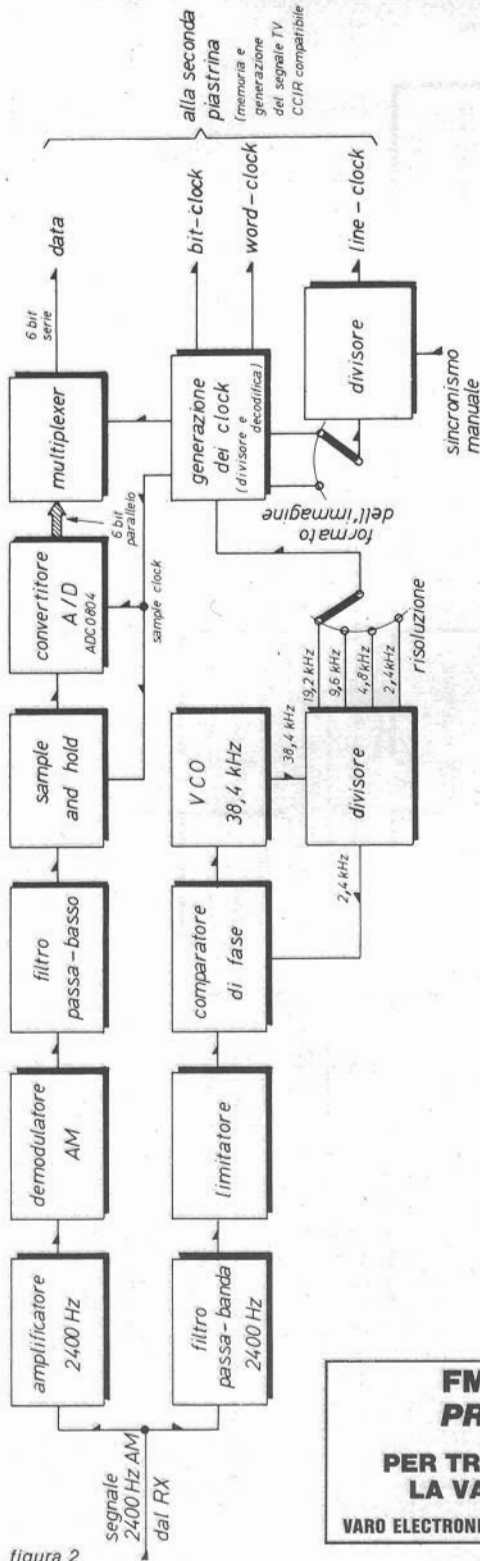 segnale
2400 Hz AM
dal RX
amplificatore
2400 Hz
demodulatore
AM
filtro
passa-basso
sample
and hold
convertitore
A/D
ADC0804
6 bit
parallelo
multiplexer
6 bit
serie
data
sample clock
filtro
passa-banda
2400 Hz
limitatore
comparatore
di fase
VCO
38,4 kHz
38,4 kHz
2,4 kHz
divisore
19,2 kHz
9,6 kHz
4,8 kHz
2,4 kHz
risoluzione
generazione
dei clock
(divisore e
decodifica)
formato
dell'immagine
bit-clock
word-clock
divisore
line-clock
sincronismo
manuale
alla seconda
piastrina
(memoria e
generazione
del segnale TV
CCIR compatibile
figura 2
FM
PR
PER TR
LA VA
VARO ELECTRONI